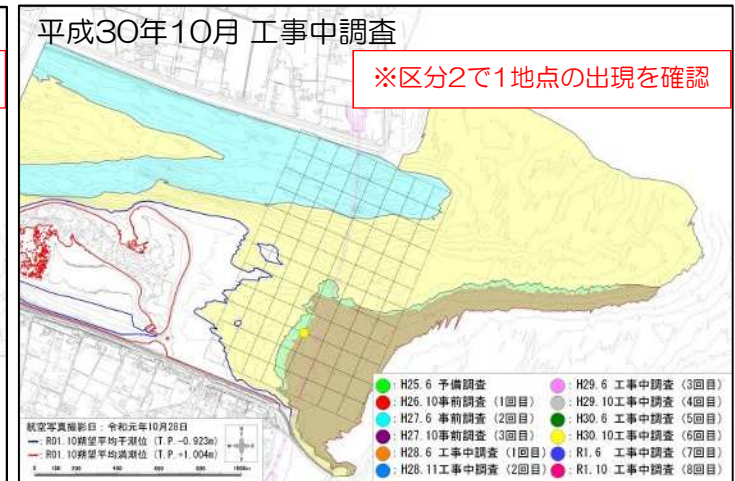 平成30年10月 工事中調査
※区分2で1地点の出現を確認
航空写真撮影日：令和元年10月28日
：R01.10朔望平均干潮位（T.P.-0.923m）
：R01.10朔望平均満潮位（T.P.+1.004m）
：H25.6 予備調査
：H26.10事前調査（1回目）
：H27.6 事前調査（2回目）
：H27.10事前調査（3回目）
：H28.6 工事中調査（1回目）
：H28.11工事中調査（2回目）
：H29.6 工事中調査（3回目）
：H29.10工事中調査（4回目）
：H30.6 工事中調査（5回目）
：H30.10工事中調査（6回目）
：R1.6 工事中調査（7回目）
：R1.10 工事中調査（8回目）